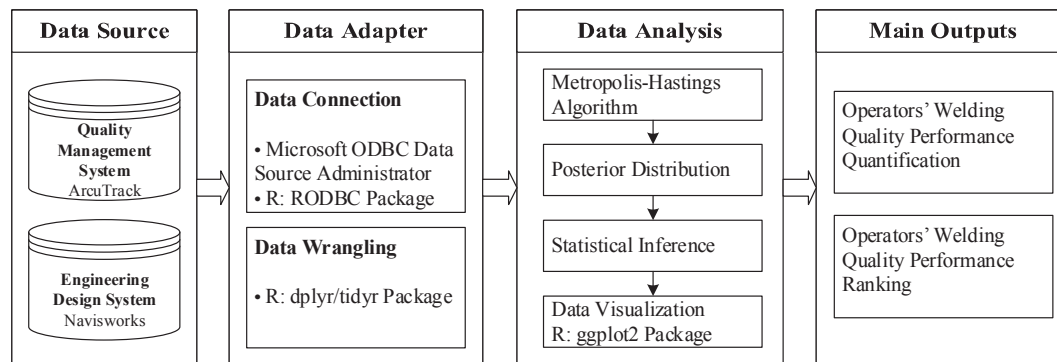 Data Source
Quality
Management
System
ArcuTrack
Engineering
Design System
Navisworks
Data Adapter
Data Connection
• Microsoft ODBC Data
Source Administrator
• R: RODBC Package
Data Wrangling
• R: dplyr/tidyr Package
Data Analysis
Metropolis-Hastings
Algorithm
Posterior Distribution
Statistical Inference
Data Visualization
R: ggplot2 Package
Main Outputs
Operators' Welding
Quality Performance
Quantification
Operators' Welding
Quality Performance
Ranking